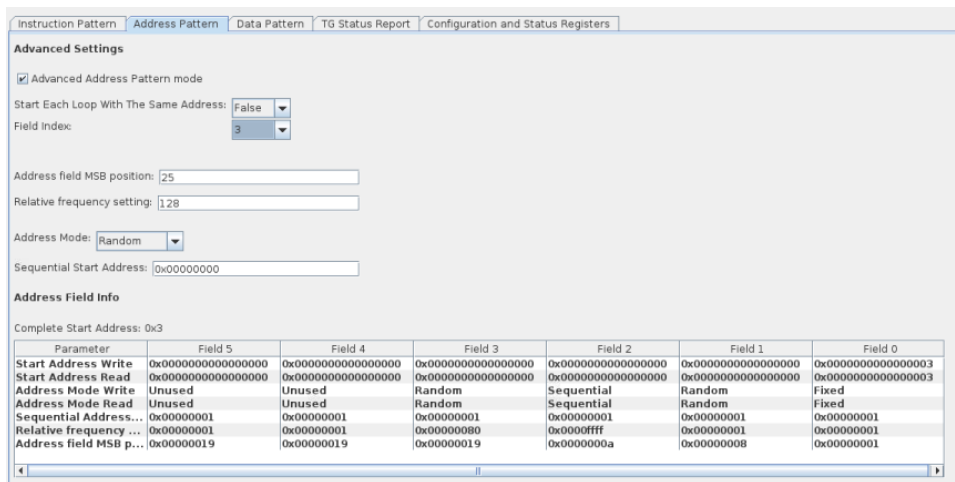 Instruction Pattern Address Pattern Data Pattern TG Status Report Configuration and Status Registers
Advanced Settings
Advanced Address Pattern mode
Start Each Loop With The Same Address: False
Field Index: 3
Address field MSB position: 25
Relative frequency setting: 128
Address Mode: Random
Sequential Start Address: 0x00000000
Address Field Info
Complete Start Address: 0x3
Parameter Field 5 Field 4 Field 3 Field 2 Field 1 Field 0
Start Address Write 0x0000000000000000 0x0000000000000000 0x0000000000000000 0x0000000000000000 0x0000000000000000 0x0000000000000003
Start Address Read 0x0000000000000000 0x0000000000000000 0x0000000000000000 0x0000000000000000 0x0000000000000000 0x0000000000000003
Address Mode Write Unused Unused Random Sequential Random Fixed
Address Mode Read Unused Unused Random Sequential Random Fixed
Sequential Address... 0x00000001 0x00000001 0x00000001 0x00000001 0x00000001 0x00000001
Relative frequency ... 0x00000001 0x00000001 0x00000080 0x0000ffff 0x00000001 0x00000001
Address field MSB p... 0x00000019 0x00000019 0x00000019 0x0000000a 0x00000008 0x00000001